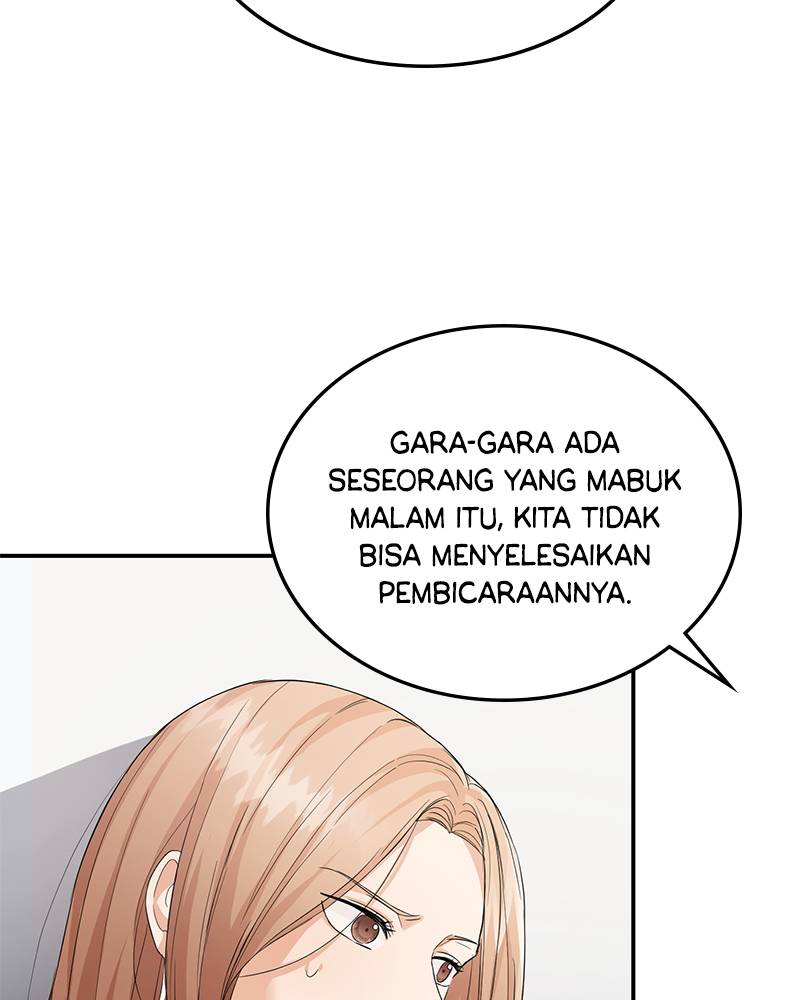 GARA-GARA ADA
SESEORANG YANG MABUK
MALAM ITU, KITA TIDAK
BISA MENYELESAIKAN
PEMBICARAANNYA.